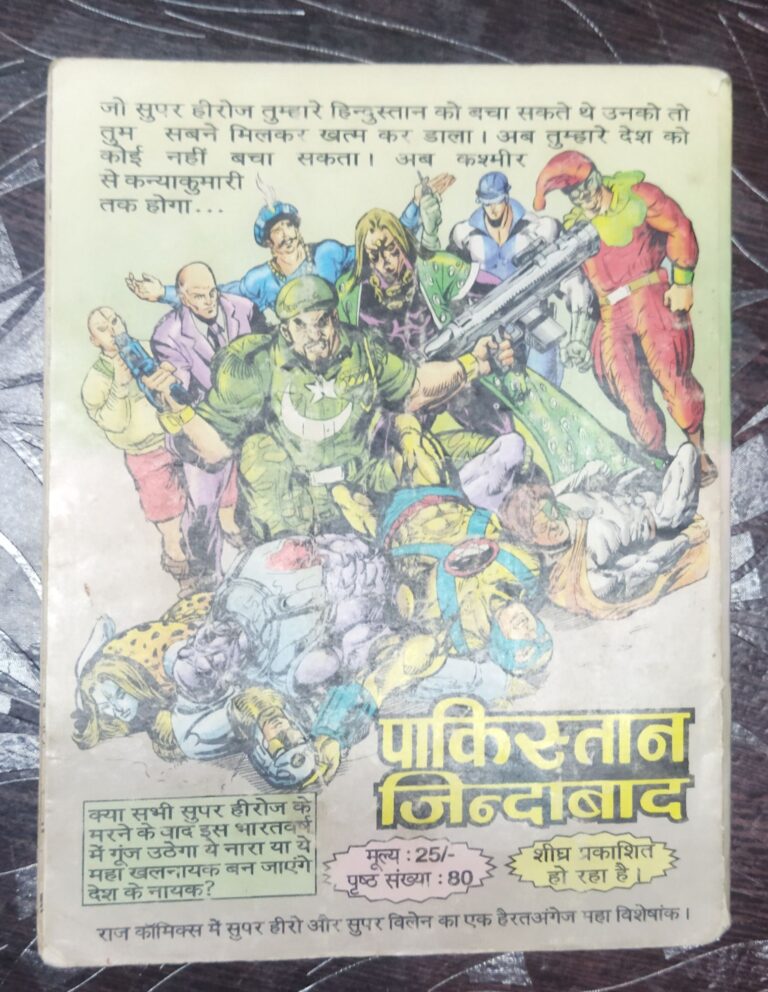 जो सुपर हीरोज तुम्हारे हिन्दुस्तान को बचा सकते थे उनको तो
तुम सबने मिलकर खत्म कर डाला। अब तुम्हारे देश को
कोई नहीं बचा सकता! अब कश्मीर
से कन्याकुमारी
तक होगा...
पाकिस्तान
जिन्दाबाद
क्या सभी सुपर हीरोज के
मरने के बाद इस भारतवर्ष
में गूंज उठेगा ये नारा या ये
महा खलनायक बन जाएंगे
देश के नायक?
मूल्य : 25/-
पृष्ठ संख्या : 80
शीघ्र प्रकाशित
हो रहा है।
राज कॉमिक्स में सुपर हीरो और सुपर विलेन का एक हैरतअंगेज महा विशेषांक।